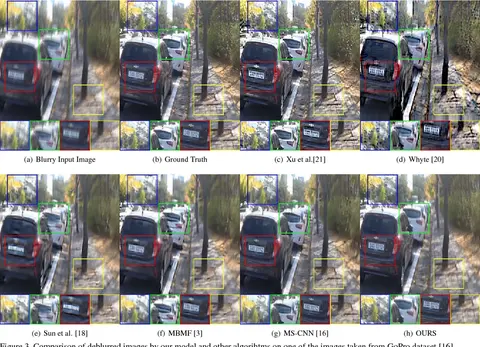 (a) Blurry Input Image
(b) Ground Truth
(c) Xu et al.[21]
(d) Whyte [20]
(e) Sun et al. [18]
(f) MBMF [3]
(g) MS-CNN [16]
(h) OURS
Figure 3. Comparison of deblurred images by our model and other algorihtms on one of the images taken from GoPro dataset [16].